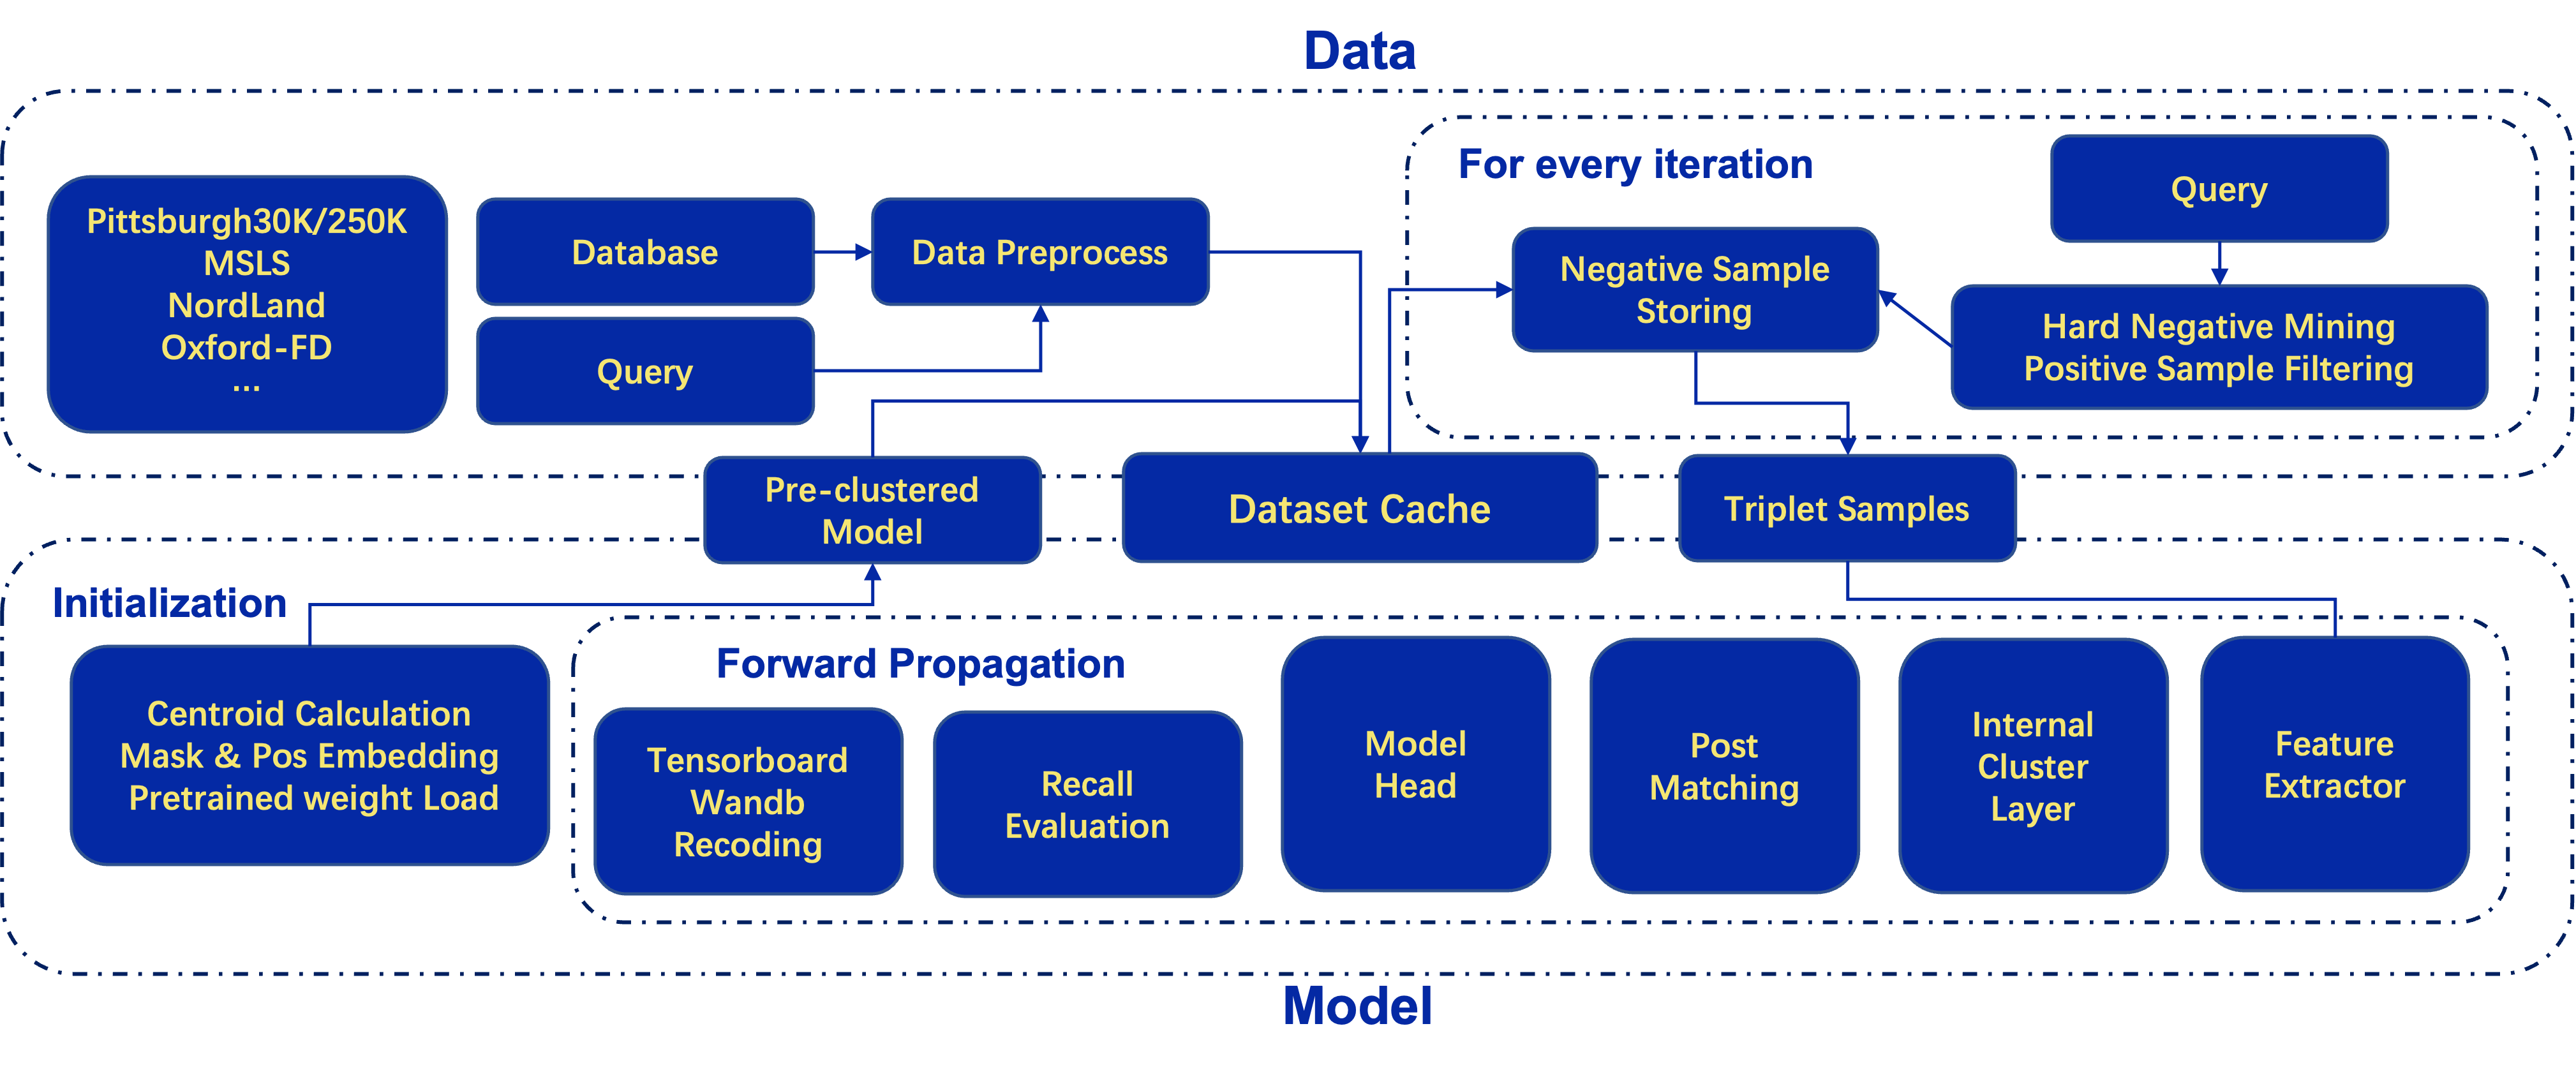 Data
Pittsburgh30K/250K
MSLS
NordLand
Oxford-FD
...
Database
Query
Data Preprocess
For every iteration
Query
Negative Sample
Storing
Hard Negative Mining
Positive Sample Filtering
Pre-clustered
Model
Dataset Cache
Triplet Samples
Initialization
Centroid Calculation
Mask & Pos Embedding
Pretrained weight Load
Forward Propagation
Tensorboard
Wandb
Recoding
Recall
Evaluation
Model
Head
Post
Matching
Internal
Cluster
Layer
Feature
Extractor
Model